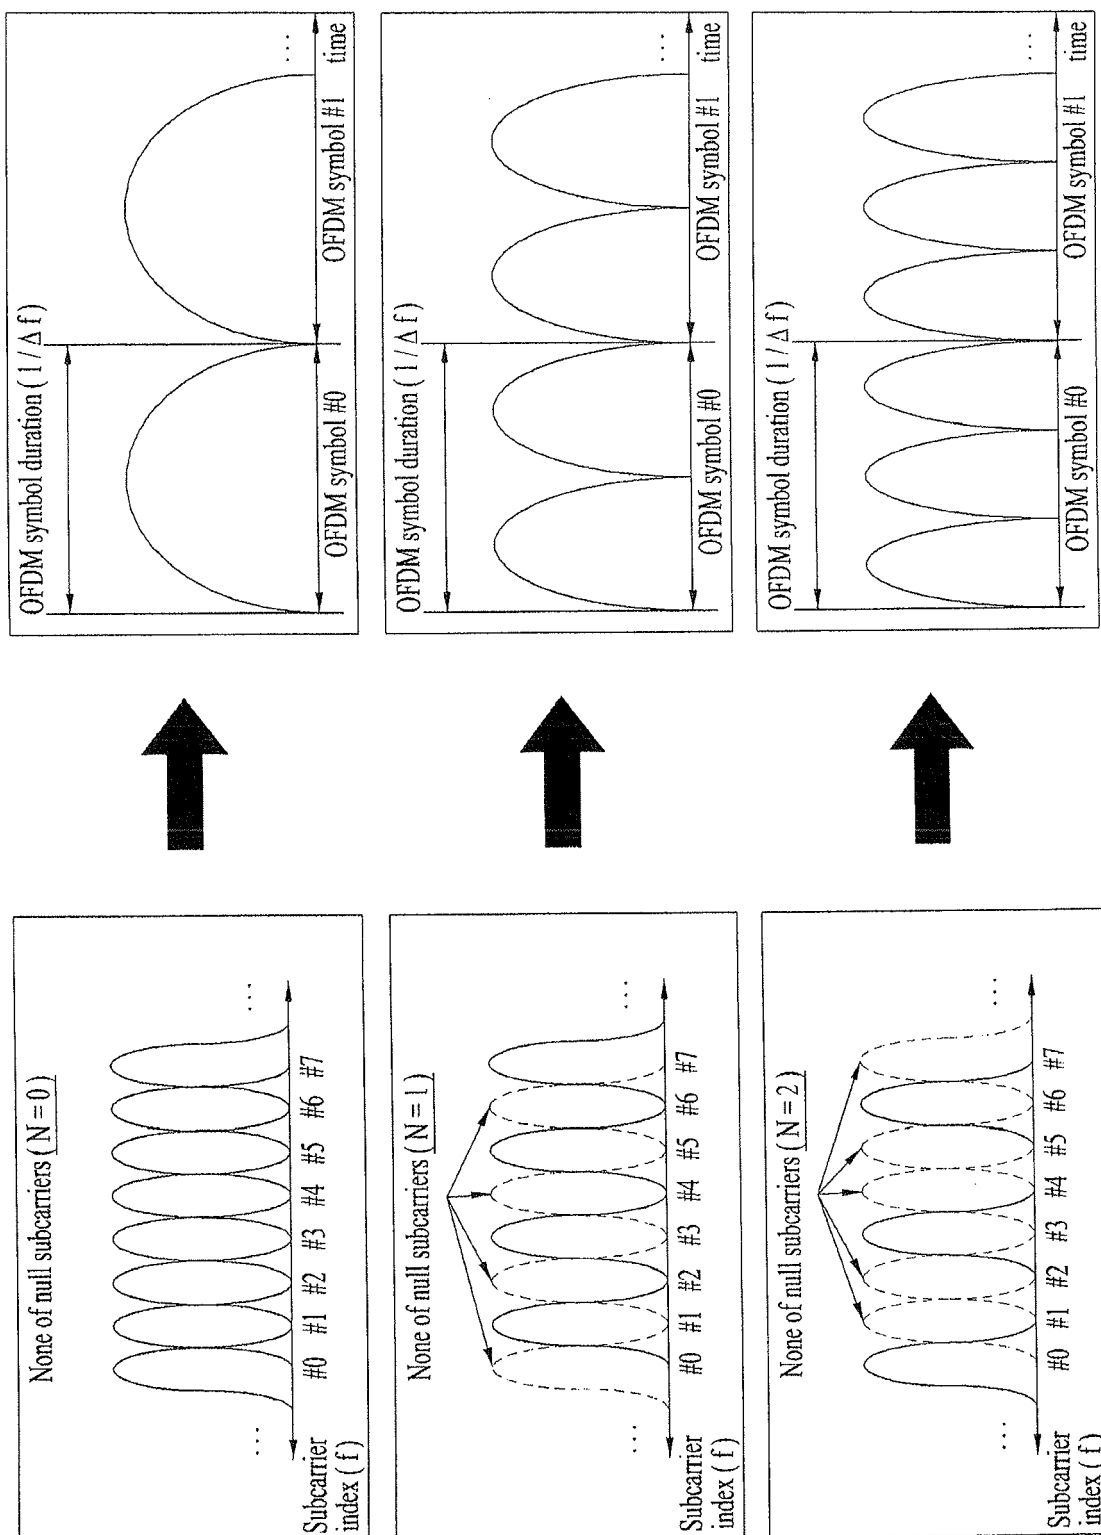 None of null subcarriers ( N = 0 )
. . .
. . .
Subcarrier
index ( f )
#0 #1 #2 #3 #4 #5 #6 #7
OFDM symbol duration ( 1 / Δ f )
. . .
OFDM symbol #0
OFDM symbol #1
time
None of null subcarriers ( N = 1 )
. . .
. . .
Subcarrier
index ( f )
#0 #1 #2 #3 #4 #5 #6 #7
OFDM symbol duration ( 1 / Δ f )
. . .
OFDM symbol #0
OFDM symbol #1
time
None of null subcarriers ( N = 2 )
. . .
. . .
Subcarrier
index ( f )
#0 #1 #2 #3 #4 #5 #6 #7
OFDM symbol duration ( 1 / Δ f )
. . .
OFDM symbol #0
OFDM symbol #1
time